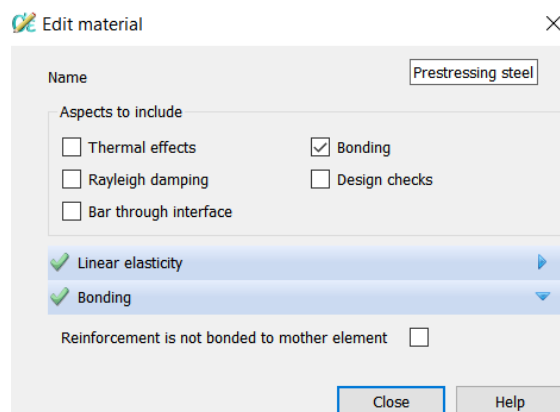 Edit material
Name Prestressing steel
Aspects to include
Thermal effects Bonding
Rayleigh damping Design checks
Bar through interface
Linear elasticity
Bonding
Reinforcement is not bonded to mother element
Close Help